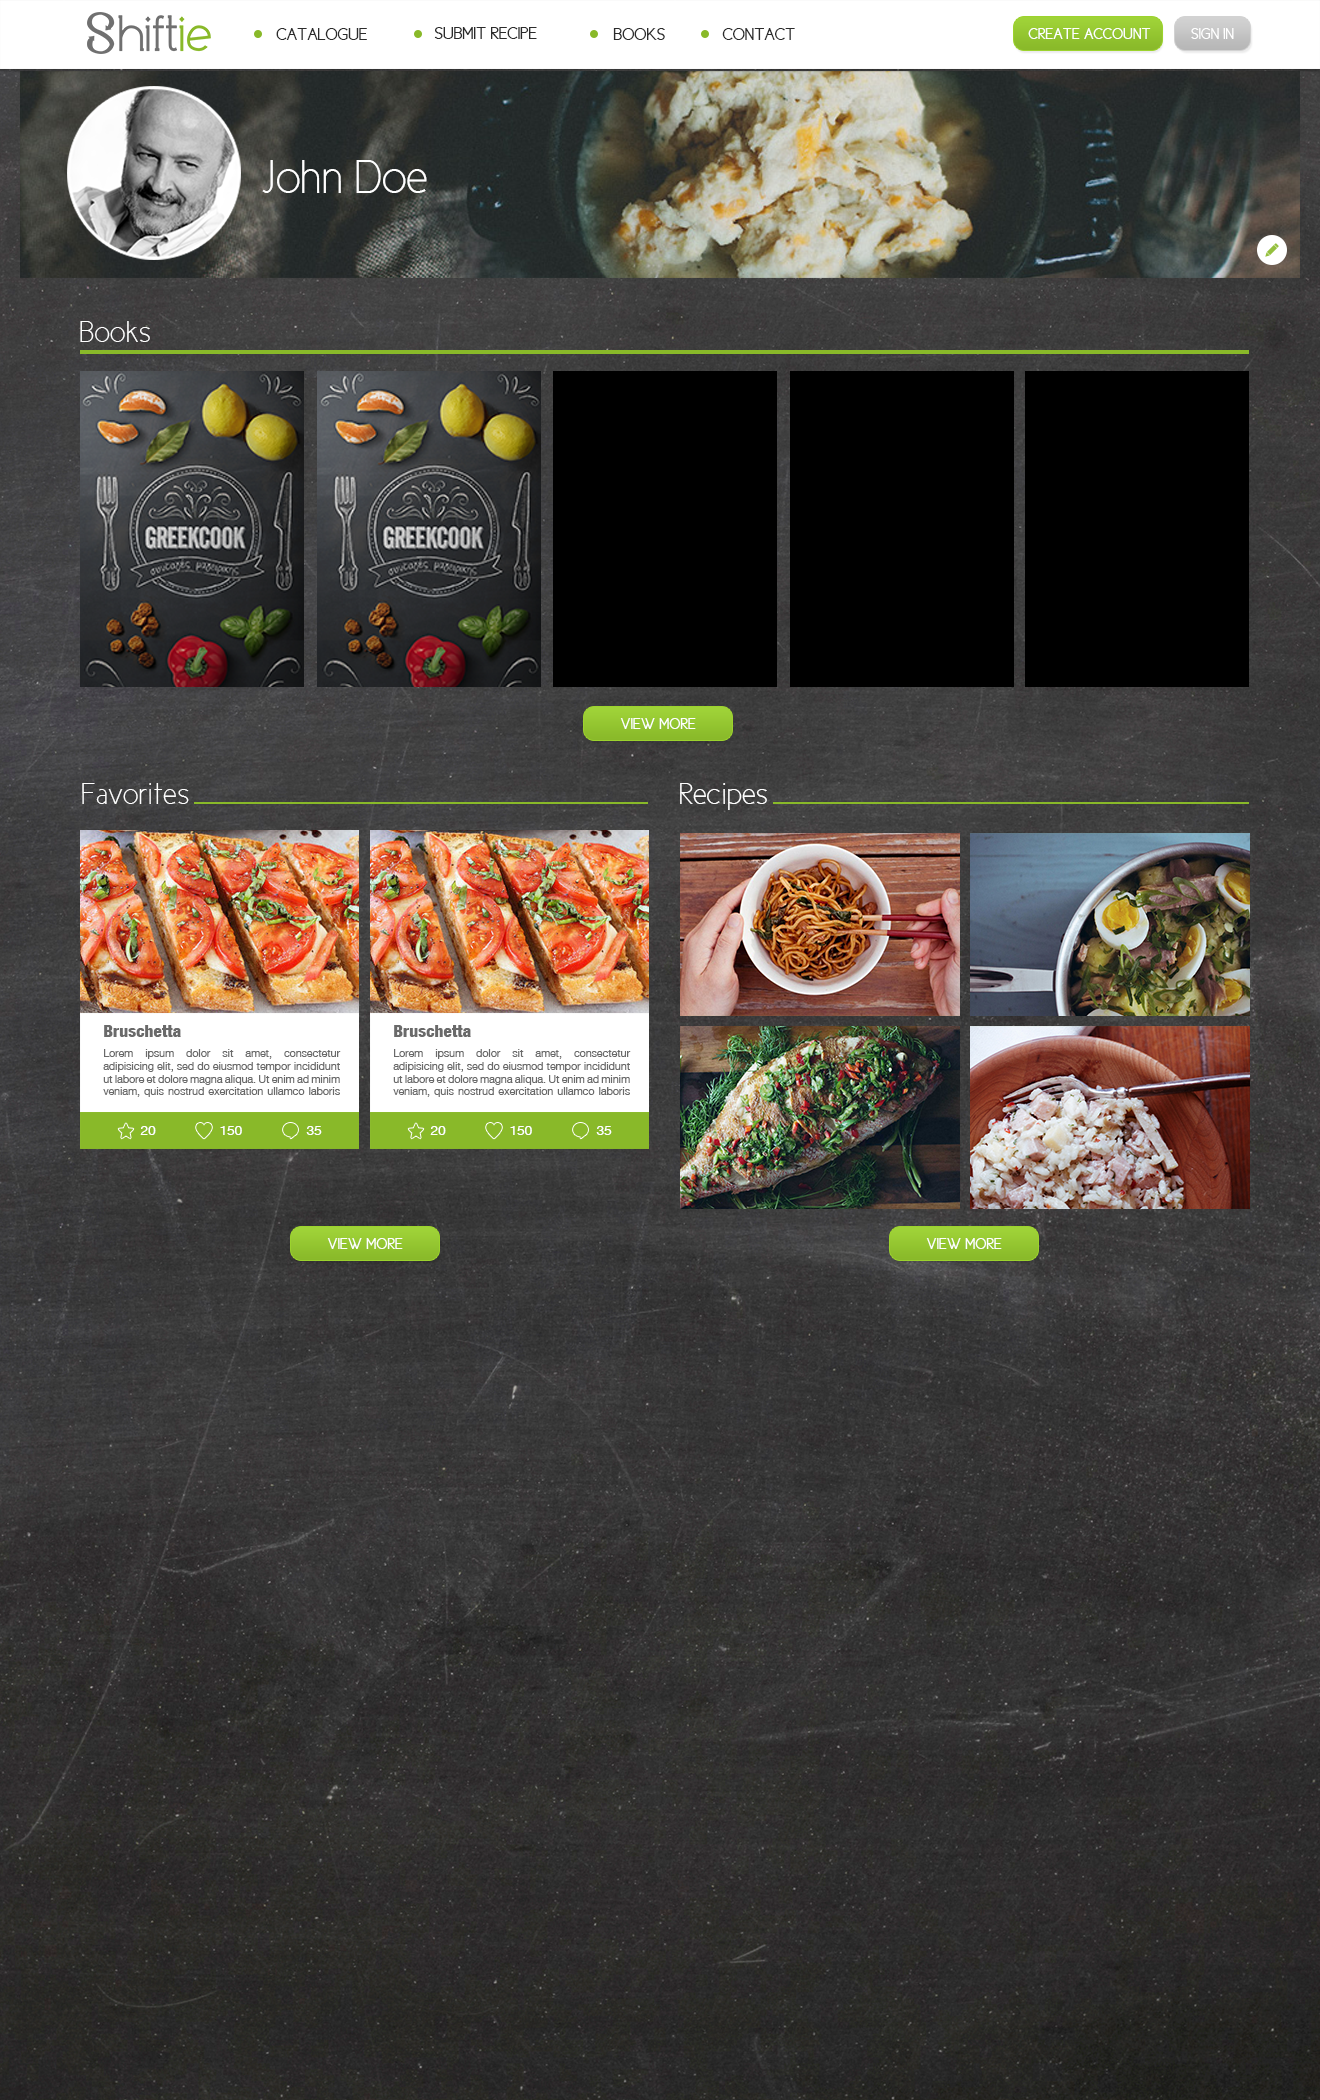 Shiftie
CATALOGUE
SUBMIT RECIPE
BOOKS
CONTACT
CREATE ACCOUNT
SIGN IN
John Doe
Books
GREEKCOOK
συνταγές μαγειρικής
GREEKCOOK
συνταγές μαγειρικής
VIEW MORE
Favorites
Recipes
Bruschetta
Lorem ipsum dolor sit amet, consectetur
adipisicing elit, sed do eiusmod tempor incididunt
ut labore et dolore magna aliqua. Ut enim ad minim
veniam, quis nostrud exercitation ullamco laboris
20 150 35
Bruschetta
Lorem ipsum dolor sit amet, consectetur
adipisicing elit, sed do eiusmod tempor incididunt
ut labore et dolore magna aliqua. Ut enim ad minim
veniam, quis nostrud exercitation ullamco laboris
20 150 35
VIEW MORE
VIEW MORE